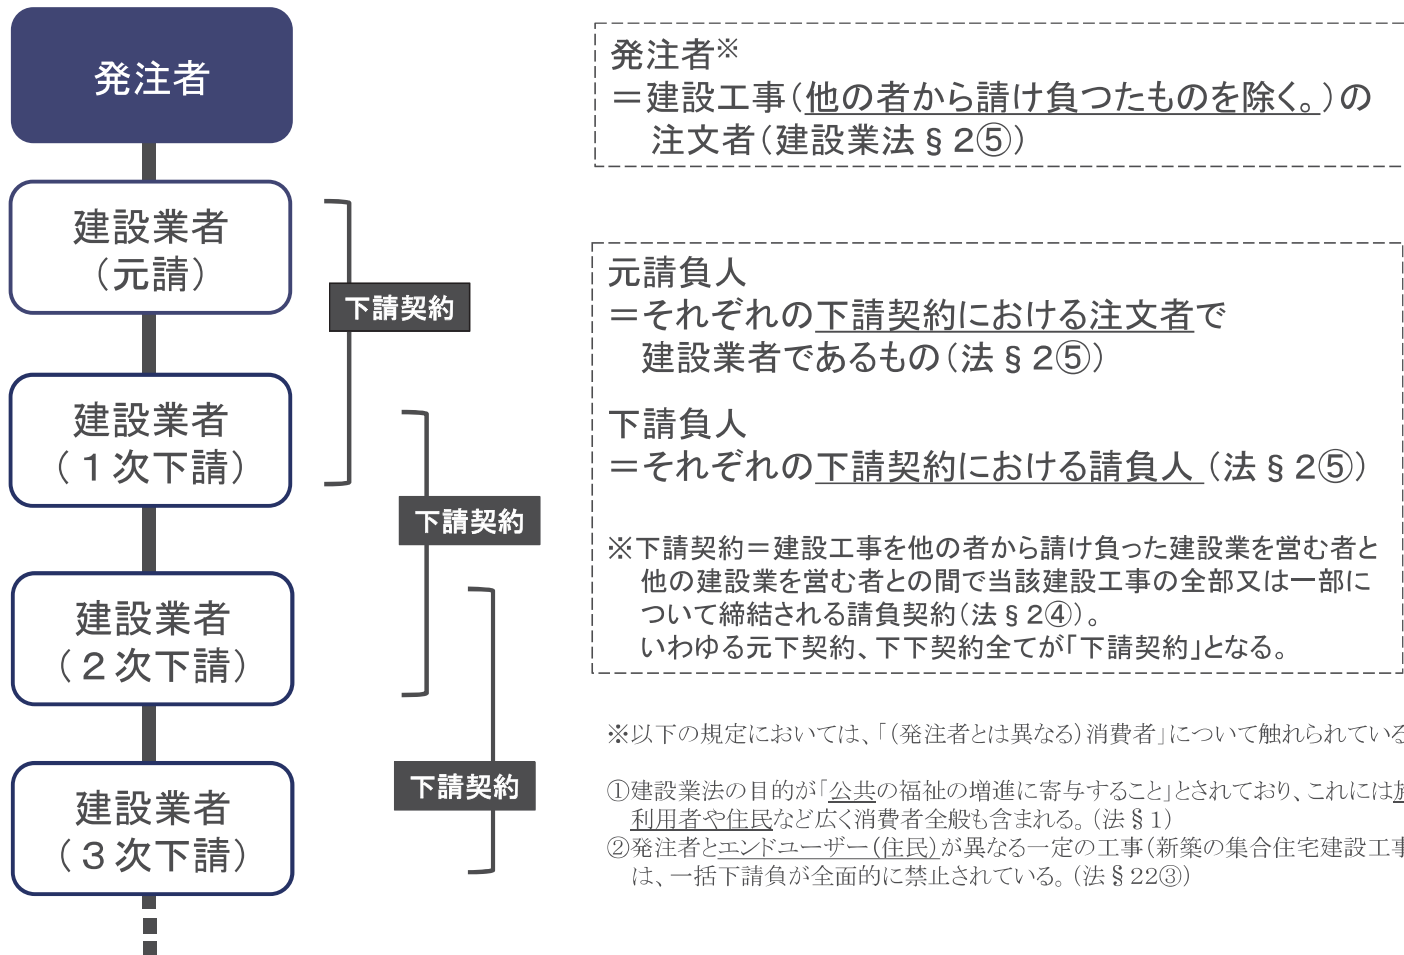 発注者
建設業者
（元請）
下請契約
建設業者
（１次下請）
下請契約
建設業者
（２次下請）
下請契約
建設業者
（３次下請）
発注者※
＝建設工事（他の者から請け負つたものを除く。）の
注文者（建設業法§２⑤）
元請負人
＝それぞれの下請契約における注文者で
建設業者であるもの（法§２⑤）
下請負人
＝それぞれの下請契約における請負人（法§２⑤）
※下請契約＝建設工事を他の者から請け負った建設業を営む者と
他の建設業を営む者との間で当該建設工事の全部又は一部に
ついて締結される請負契約（法§２④）。
いわゆる元下契約、下下契約全てが「下請契約」となる。
※以下の規定においては、「（発注者とは異なる）消費者」について触れられている
①建設業法の目的が「公共の福祉の増進に寄与すること」とされており、これには
利用者や住民など広く消費者全般も含まれる。（法§1）
②発注者とエンドユーザー（住民）が異なる一定の工事（新築の集合住宅建設工事
は、一括下請負が全面的に禁止されている。（法§22③）